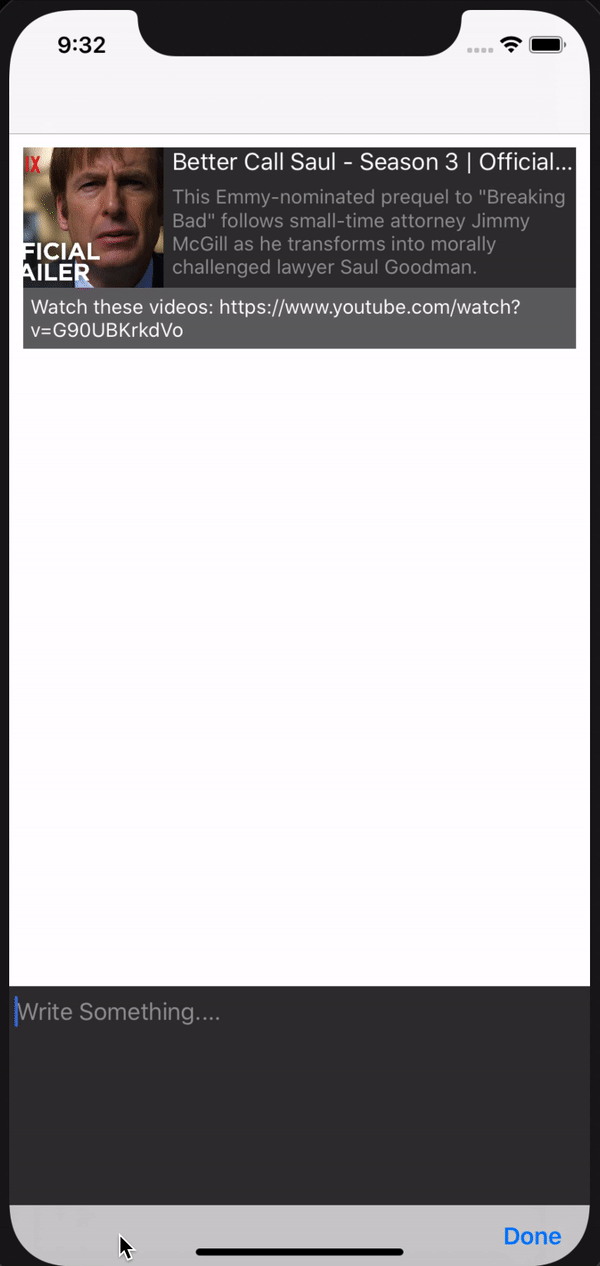 9:32
IX
FICIAL
AILER
Better Call Saul - Season 3 | Official...
This Emmy-nominated prequel to "Breaking
Bad" follows small-time attorney Jimmy
McGill as he transforms into morally
challenged lawyer Saul Goodman.
Watch these videos: https://www.youtube.com/watch?
v=G90UBKrkdVo
Write Something....
Done